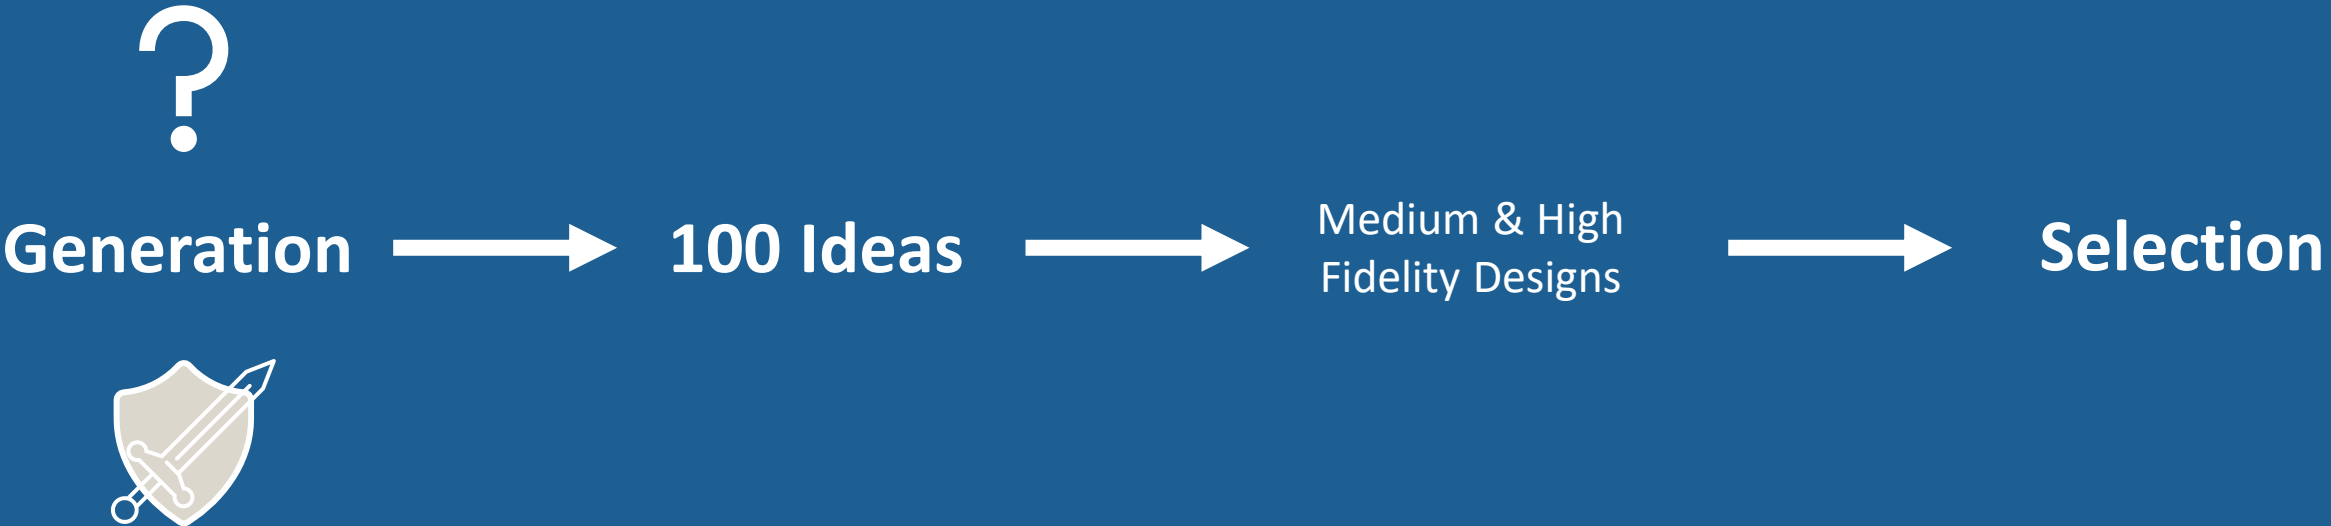 ?
Generation
100 Ideas
Medium & High
Fidelity Designs
Selection